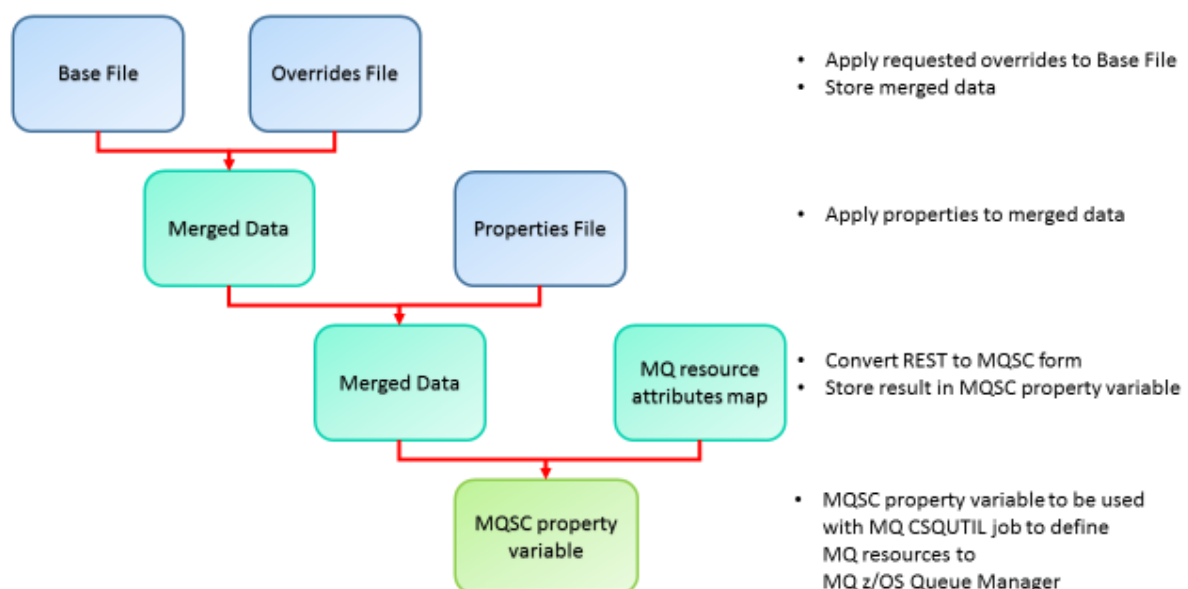 Base File
Overrides File
• Apply requested overrides to Base File
• Store merged data
Merged Data
Properties File
• Apply properties to merged data
Merged Data
MQ resource
attributes map
• Convert REST to MQSC form
• Store result in MQSC property variable
MQSC property
variable
• MQSC property variable to be used
with MQ CSQUTIL job to define
MQ resources to
MQ z/OS Queue Manager